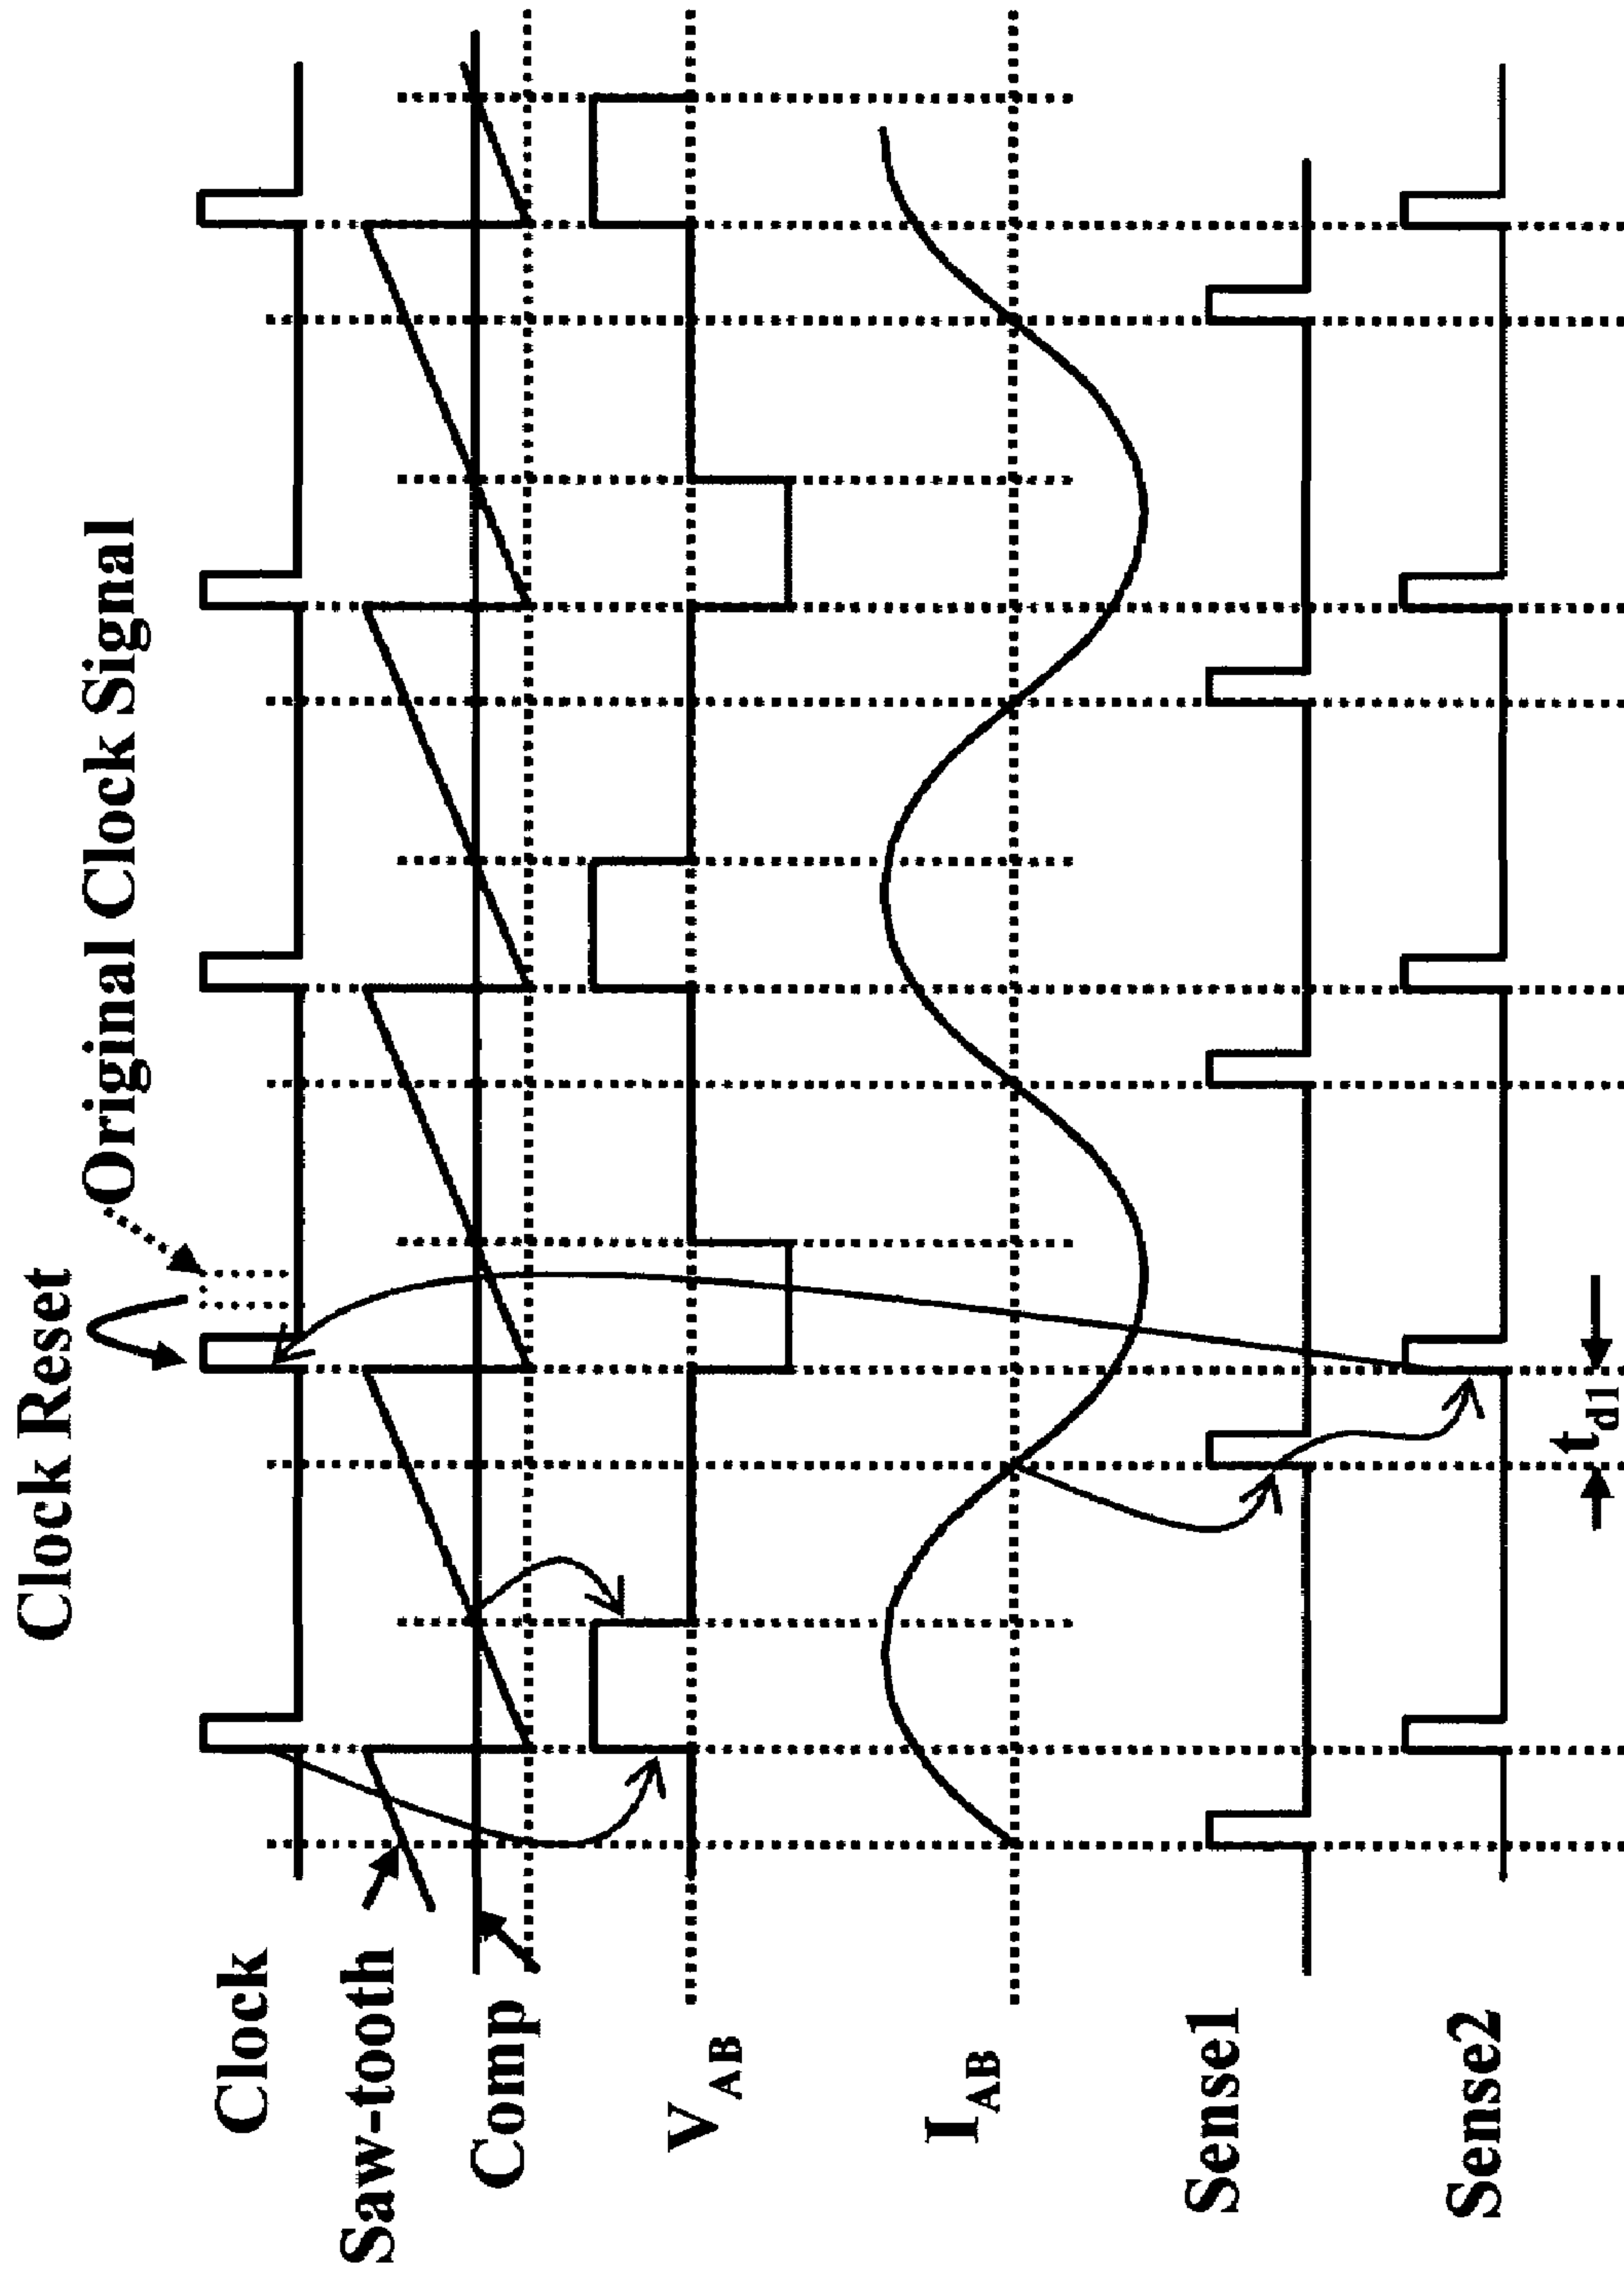 Clock Reset
Original Clock Signal
Clock
Saw-tooth
Comp
VAB
IAB
Sense1
Sense2
td1